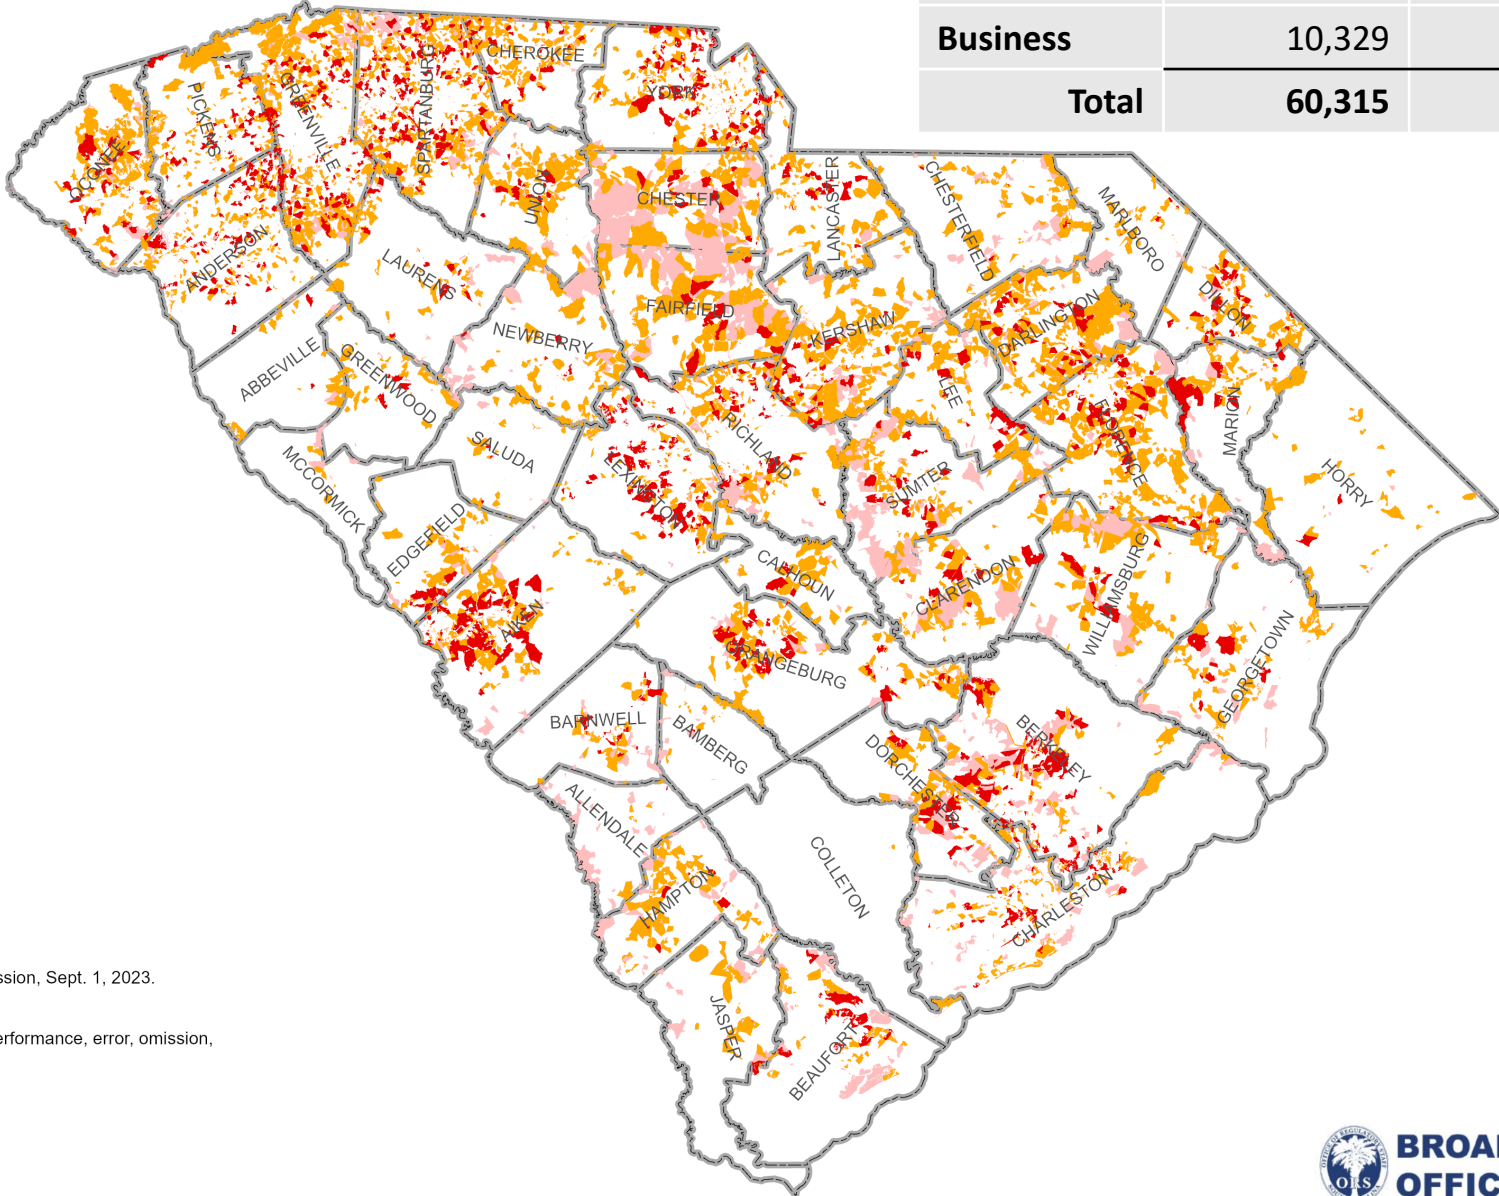 Business 10,329
Total 60,315
CHEROKEE
YORK
SPARTANBURG
GREENVILLE
PICKENS
OCONEE
ANDERSON
UNION
CHESTER
LANCASTER
CHESTERFIELD
MARLBORO
LAURENS
FAIRFIELD
NEWBERRY
KERSHAW
DARLINGTON
DILLON
ABBEVILLE
GREENWOOD
LEE
MARION
FLORENCE
RICHLAND
SALUDA
LEXINGTON
SUMTER
HORRY
MCCORMICK
EDGEFIELD
CALHOUN
CLARENDON
WILLIAMSBURG
AIKEN
ORANGEBURG
GEORGETOWN
BARNWELL
BAMBERG
BERKELEY
DORCHESTER
ALLENDALE
COLLETON
HAMPTON
CHARLESTON
ssion, Sept. 1, 2023.
JASPER
erformance, error, omission,
BEAUFORT
BROA
OFFIC
ORS